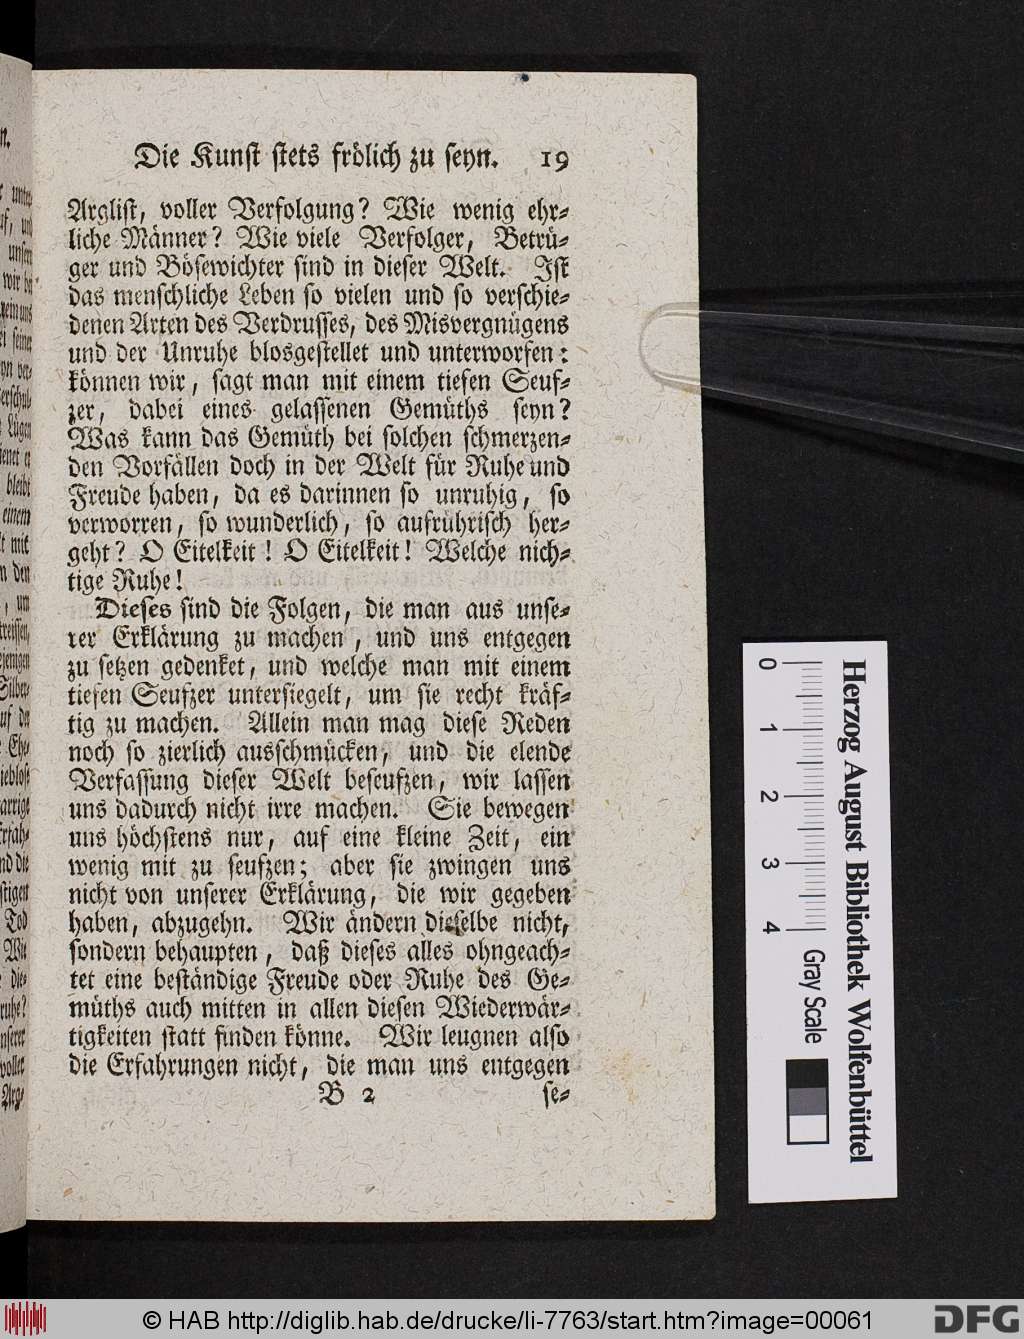 Die Kunst stets frölich zu seyn. 19
Arglist, voller Verfolgung? Wie wenig ehr-
liche Männer? Wie viele Verfolger, Betrü-
ger und Bösewichter sind in dieser Welt. Ist
das menschliche Leben so vielen und so verschie-
denen Arten des Verdrusses, des Misvergnügens
und der Unruhe blosgestellet und unterworfen:
können wir, sagt man mit einem tiefen Seuf-
zer, dabei eines gelassenen Gemüths seyn?
Was kann das Gemüth bei solchen schmerzen-
den Vorfällen doch in der Welt für Ruhe und
Freude haben, da es darinnen so unruhig, so
verworren, so wunderlich, so aufrührisch her-
geht? O Eitelkeit! O Eitelkeit! Welche nich-
tige Ruhe!
Dieses sind die Folgen, die man aus unse-
rer Erklärung zu machen, und uns entgegen
zu setzen gedenket, und welche man mit einem
tiefen Seufzer untersiegelt, um sie recht kräf-
tig zu machen. Allein man mag diese Reden
noch so zierlich ausschmücken, und die elende
Verfassung dieser Welt beseufzen, wir lassen
uns dadurch nicht irre machen. Sie bewegen
uns höchstens nur, auf eine kleine Zeit, ein
wenig mit zu seufzen; aber sie zwingen uns
nicht von unserer Erklärung, die wir gegeben
haben, abzugehn. Wir ändern dieselbe nicht,
sondern behaupten, daß dieses alles ohngeach-
tet eine beständige Freude oder Ruhe des Ge-
müths auch mitten in allen diesen Wiederwär-
tigkeiten statt finden könne. Wir leugnen also
die Erfahrungen nicht, die man uns entgegen
B 2 se-
Herzog August Bibliothek Wolfenbüttel
0 1 2 3 4 Gray Scale
© HAB http://diglib.hab.de/drucke/li-7763/start.htm?image=00061
DFG